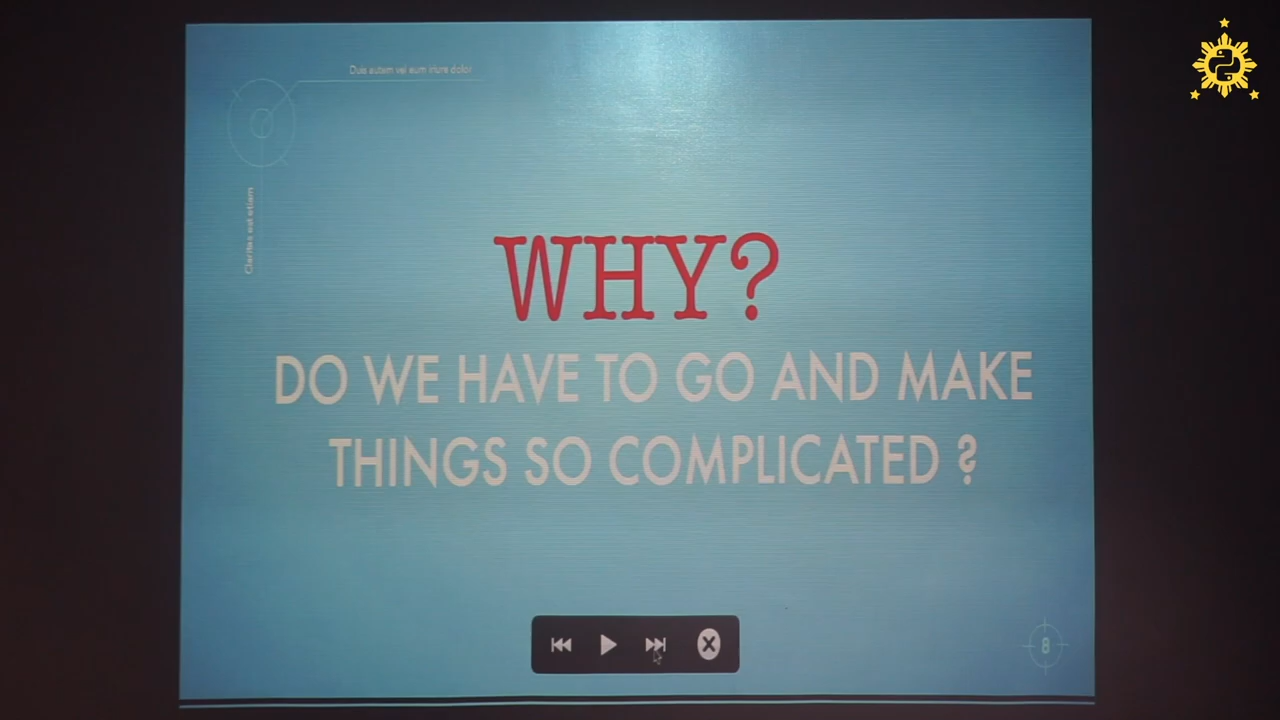 Duis autem vel eum iriure dolor
Claritas est etiam
WHY?
DO WE HAVE TO GO AND MAKE
THINGS SO COMPLICATED ?
8